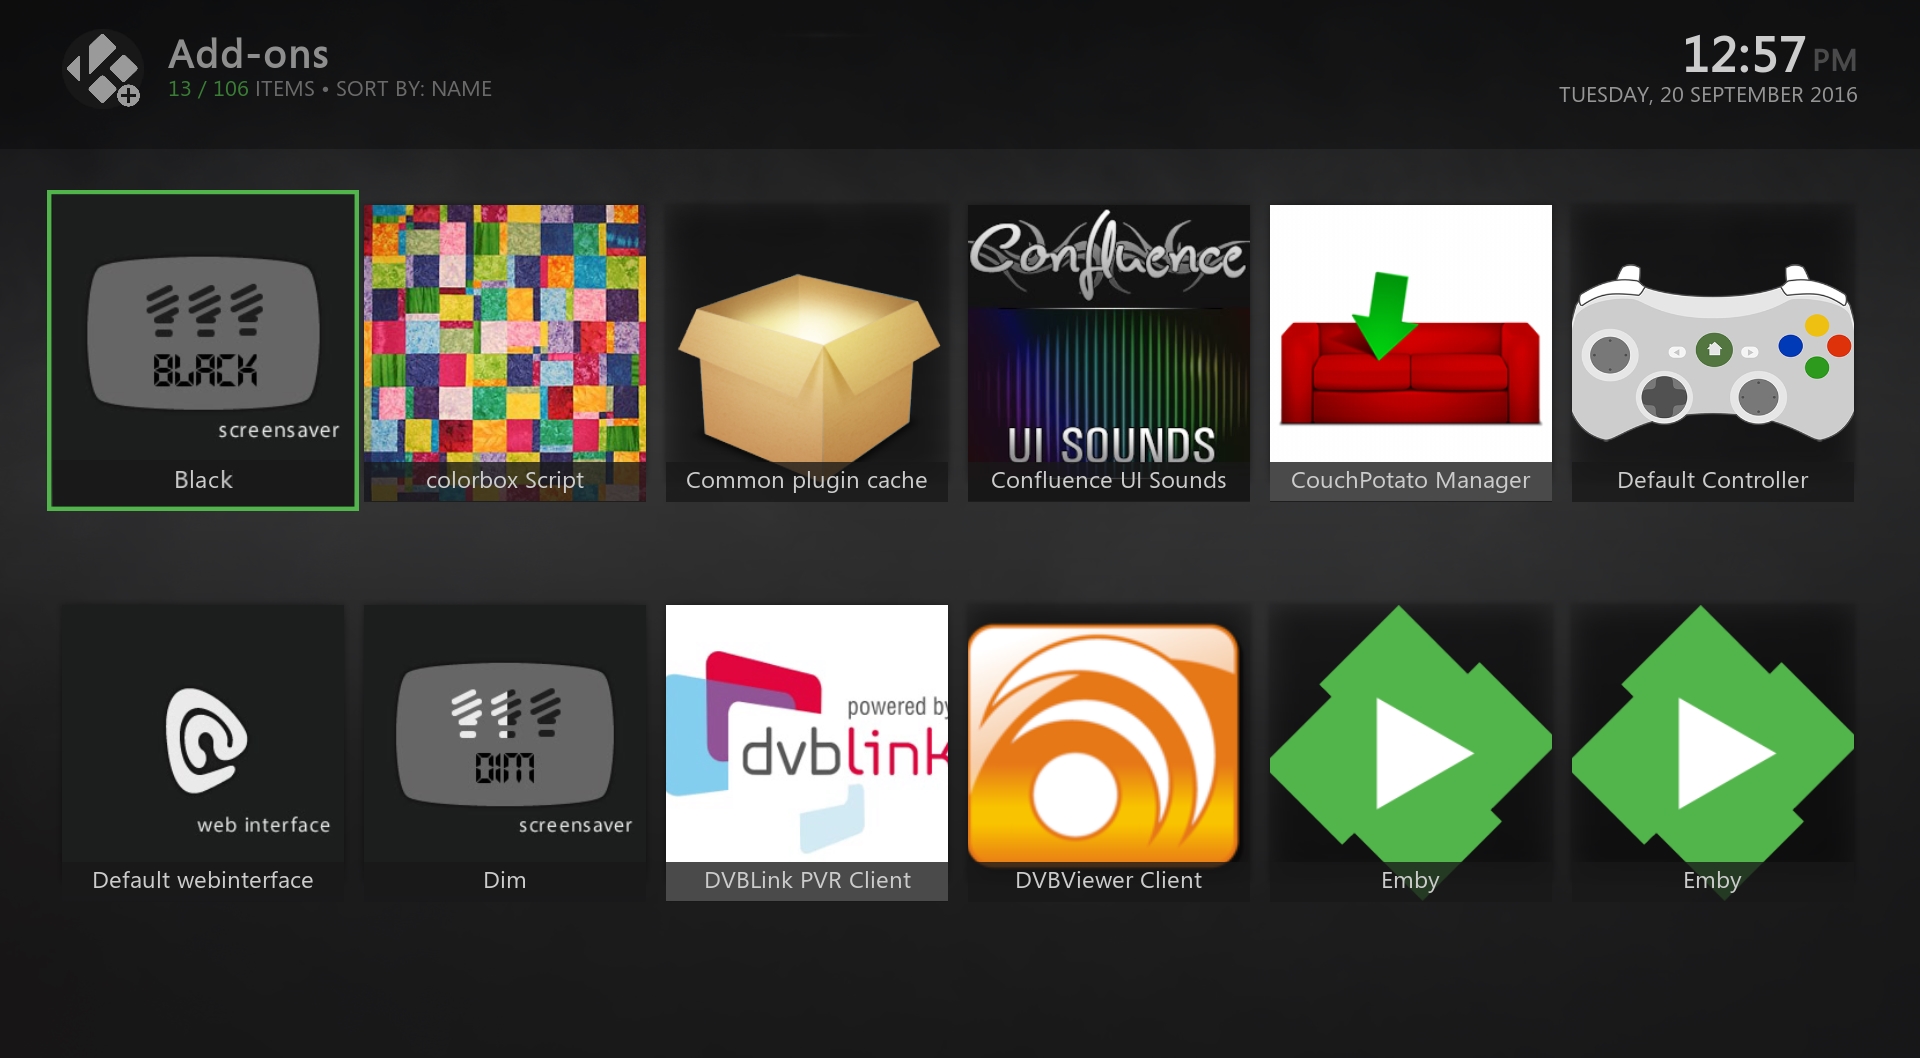 Add-ons
13 / 106 ITEMS • SORT BY: NAME
12:57 PM
TUESDAY, 20 SEPTEMBER 2016
BLACK
screensaver
Black
colorbox Script
Common plugin cache
Confluence
UI SOUNDS
Confluence UI Sounds
CouchPotato Manager
Default Controller
web interface
Default webinterface
DIM
screensaver
Dim
powered by
dvblink
DVBLink PVR Client
DVBViewer Client
Emby
Emby